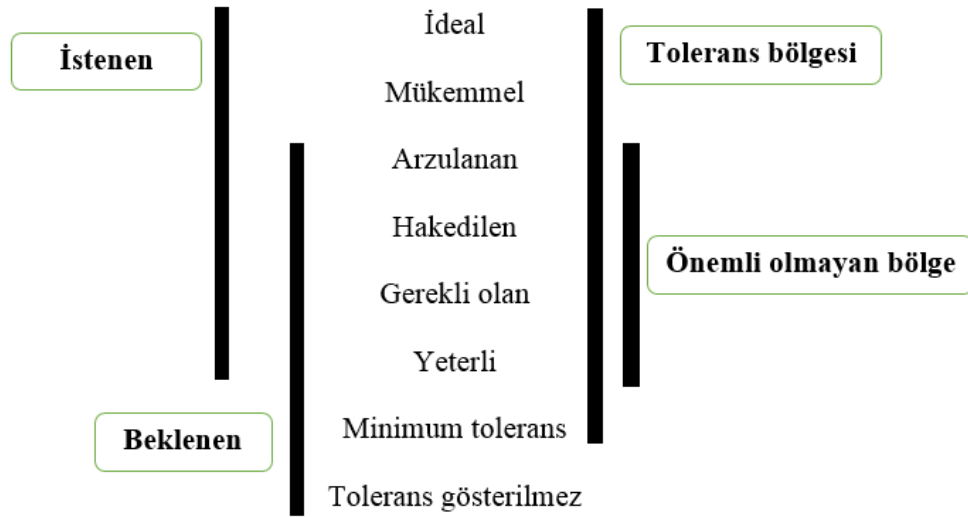 İdeal
İstenen
Tolerans bölgesi
Mükemmel
Arzulanan
Hakedilen
Önemli olmayan bölge
Gerekli olan
Yeterli
Minimum tolerans
Beklenen
Tolerans gösterilmez